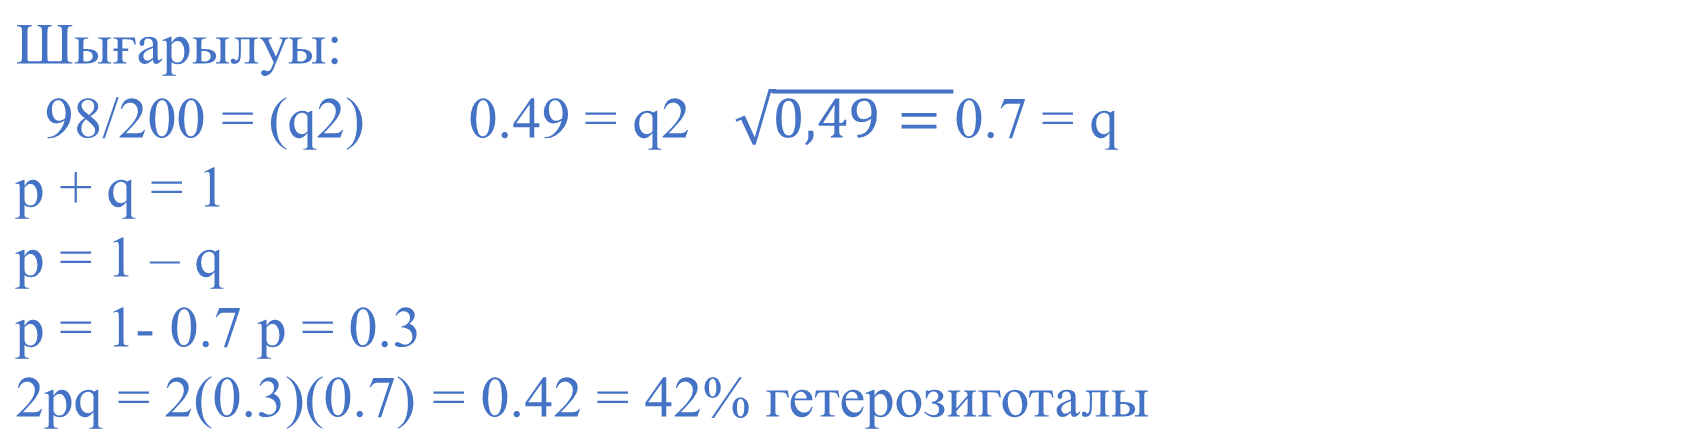 Шығарылуы:
98/200 = (q2) 0.49 = q2 √0,49 = 0.7 = q
p + q = 1
p = 1 – q
p = 1- 0.7 p = 0.3
2pq = 2(0.3)(0.7) = 0.42 = 42% гетерозиготалы